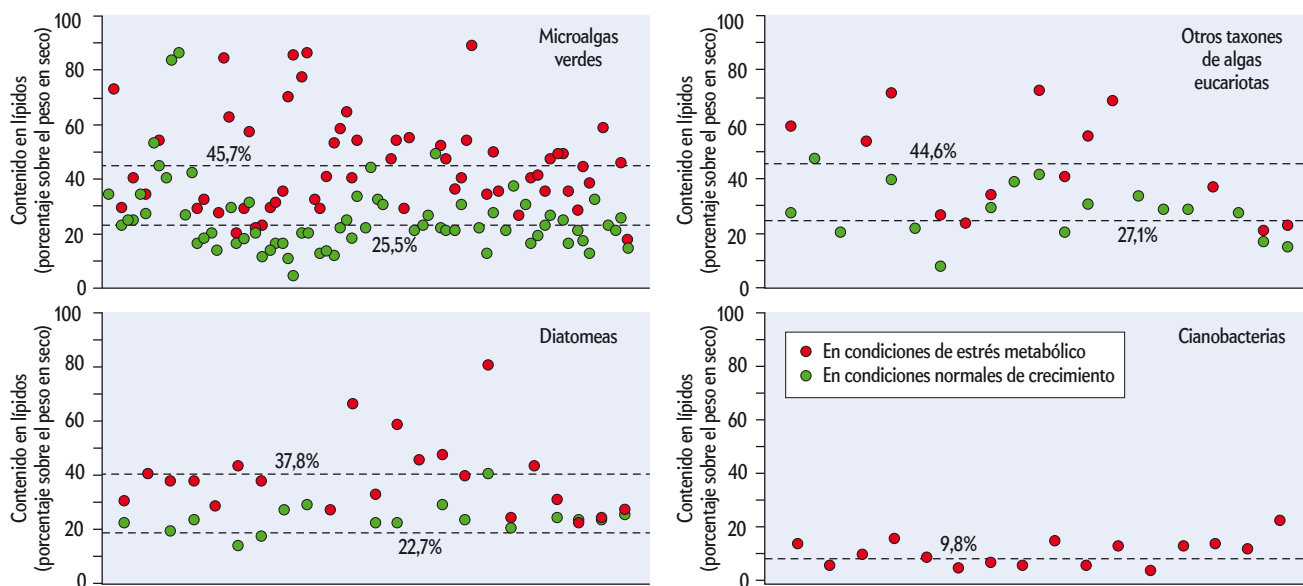 Contenido en lípidos
(porcentaje sobre el peso en seco)
100
80
60
40
20
0
Microalgas
verdes
45,7%
25,5%
Contenido en lípidos
(porcentaje sobre el peso en seco)
100
80
60
40
20
0
Otros taxones
de algas
eucariotas
44,6%
27,1%
Contenido en lípidos
(porcentaje sobre el peso en seco)
100
80
60
40
20
0
Diatomeas
37,8%
22,7%
Contenido en lípidos
(porcentaje sobre el peso en seco)
100
80
60
40
20
0
Cianobacterias
En condiciones de estrés metabólico
En condiciones normales de crecimiento
9,8%